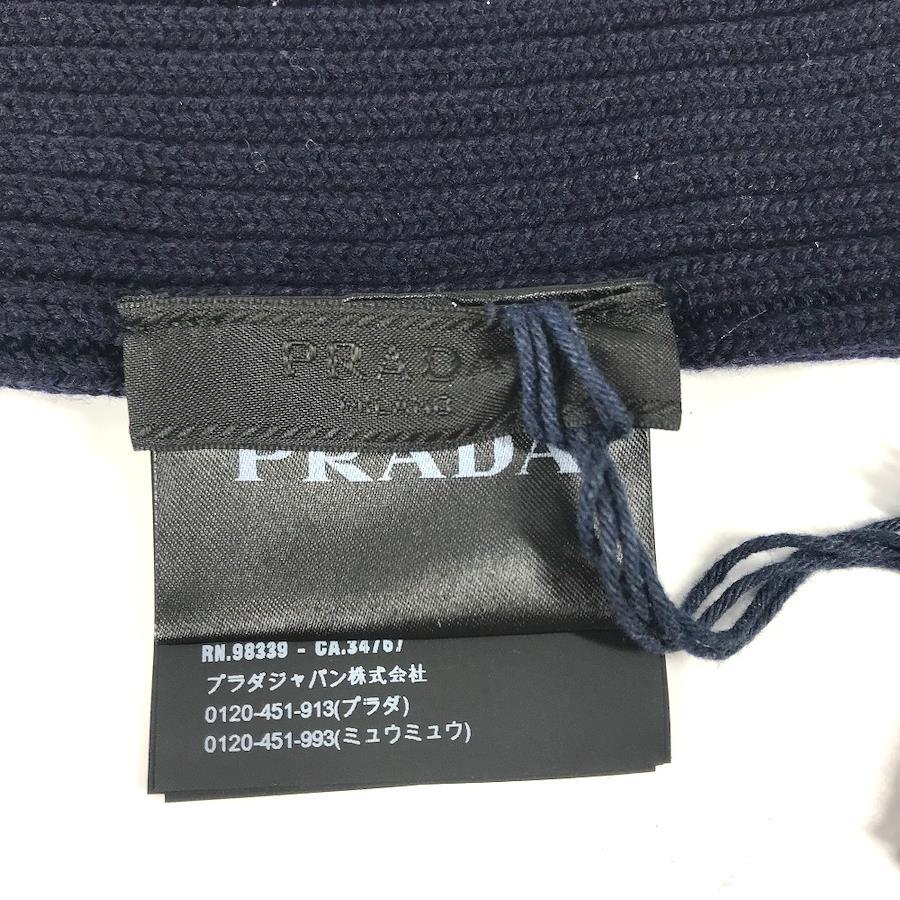 PRADA
MILANO
PRADA
RN.98339 - CA.34767
プラダジャパン株式会社
0120-451-913(プラダ)
0120-451-993(ミュウミュウ)